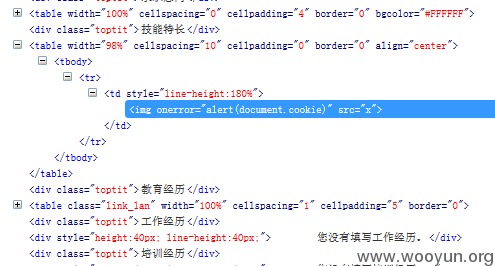 <table width="100%" cellspacing="0" cellpadding="4" border="0" bgcolor="#FFFFFF">
<div class="toptit">技能特长</div>
<table width="98%" cellspacing="10" cellpadding="0" border="0" align="center">
<tbody>
<tr>
<td style="line-height:180%">
<img onerror="alert(document.cookie)" src="x">
</td>
</tr>
</tbody>
</table>
<div class="toptit">教育经历</div>
<table class="link_lan" width="100%" cellspacing="1" cellpadding="5" border="0">
<div class="toptit">工作经历</div>
<div style="height:40px; line-height:40px;"> 您没有填写工作经历。</div>
<div class="toptit">培训经历</div>
www.wooyun.org